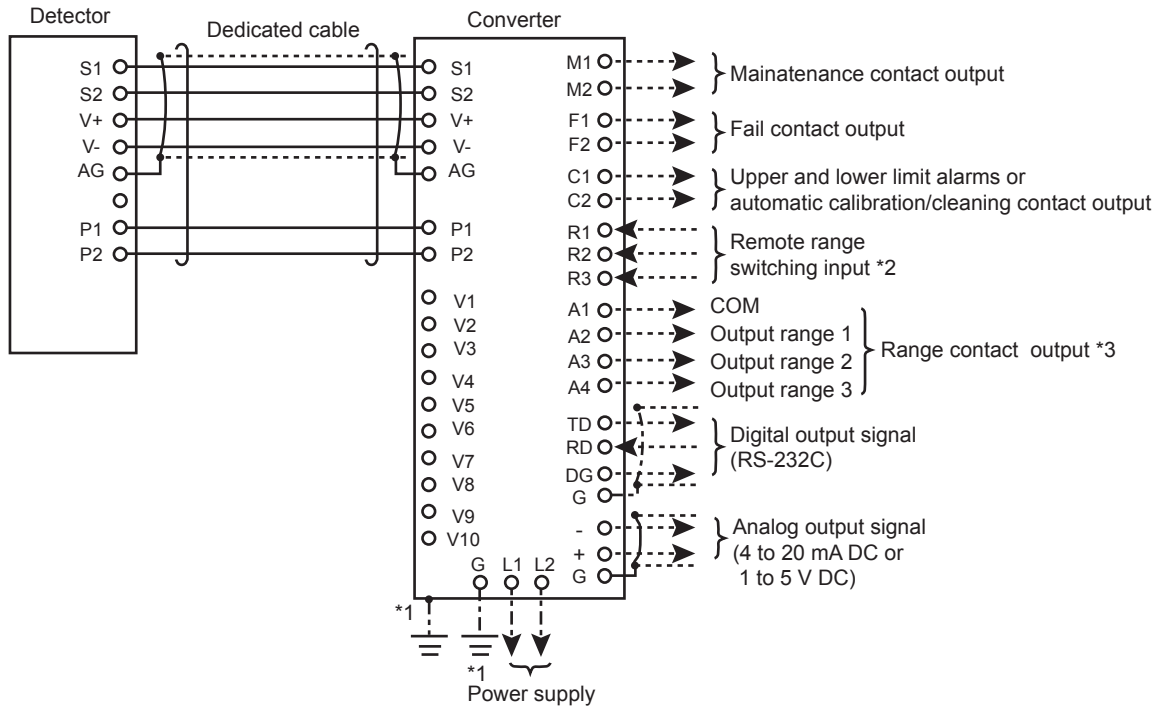 Detector
Dedicated cable
Converter
S1
S2
V+
V-
AG
P1
P2
S1
S2
V+
V-
AG
P1
P2
V1
V2
V3
V4
V5
V6
V7
V8
V9
V10
M1
M2
Mainatenance contact output
F1
F2
Fail contact output
C1
C2
Upper and lower limit alarms or
automatic calibration/cleaning contact output
R1
R2
R3
Remote range
switching input *2
A1 COM
A2 Output range 1
A3 Output range 2
A4 Output range 3
Range contact output *3
TD
RD
DG
G
Digital output signal
(RS-232C)
-
+
G
Analog output signal
(4 to 20 mA DC or
1 to 5 V DC)
G L1 L2
*1
*1
Power supply